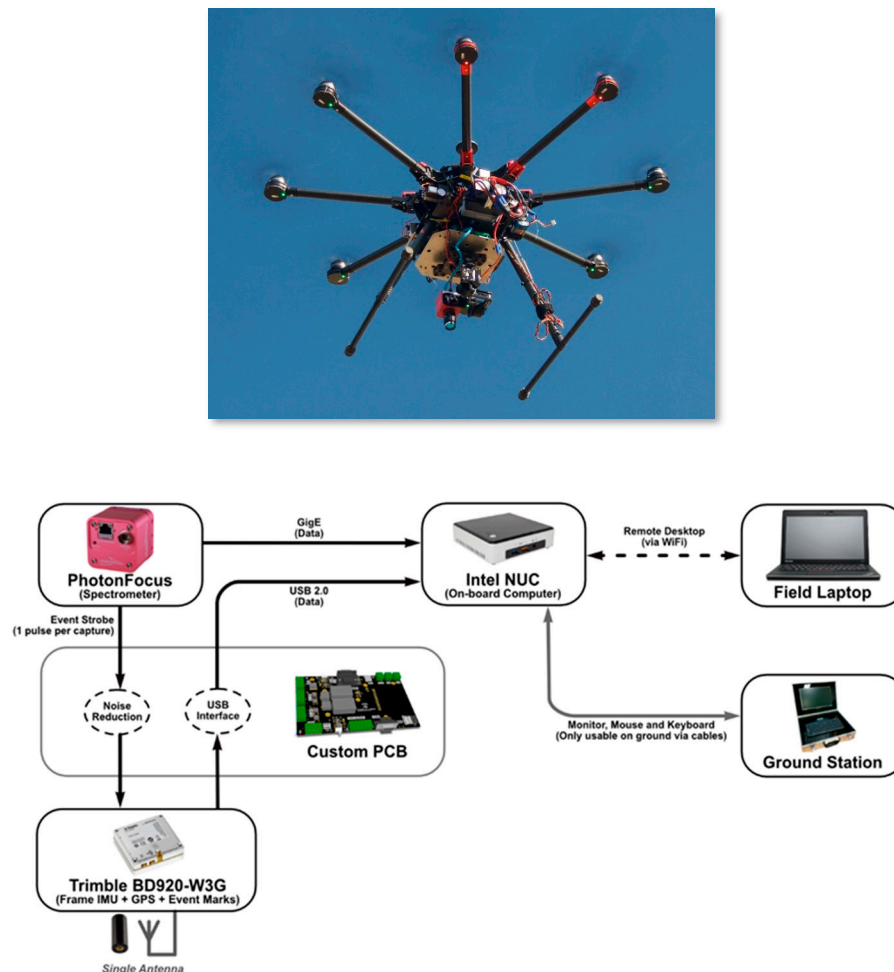 PhotonFocus
(Spectrometer)
GigE
(Data)
USB 2.0
(Data)
Intel NUC
(On-board Computer)
Remote Desktop
(via WiFi)
Field Laptop
Event Strobe
(1 pulse per capture)
Noise
Reduction
USB
Interface
Custom PCB
Monitor, Mouse and Keyboard
(Only usable on ground via cables)
Ground Station
Trimble BD920-W3G
(Frame IMU + GPS + Event Marks)
Single Antenna